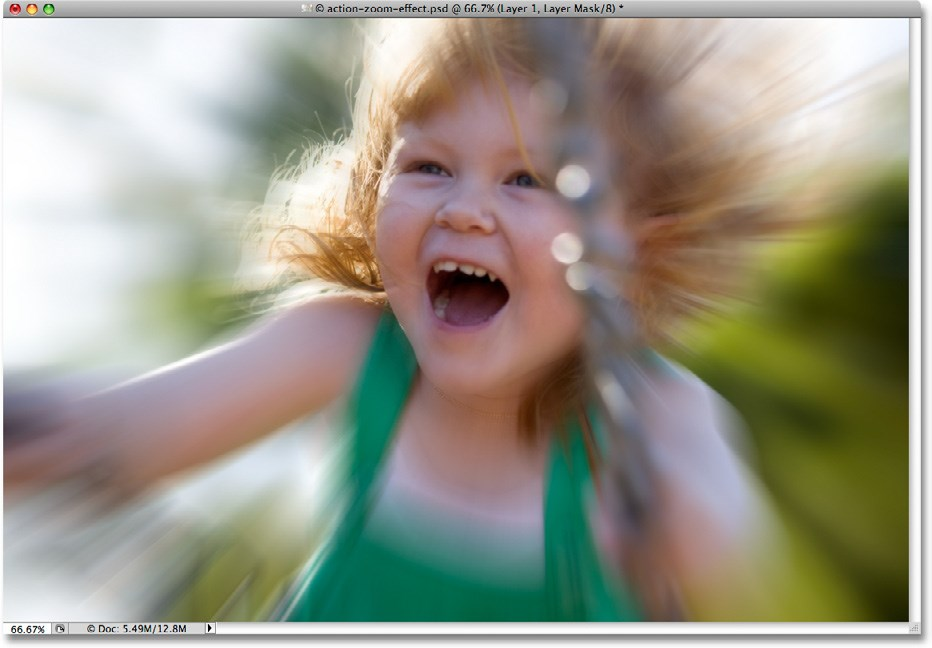 © action-zoom-effect.psd @ 66.7% (Layer 1, Layer Mask/8) *
66.67%
© Doc: 5.49M/12.8M